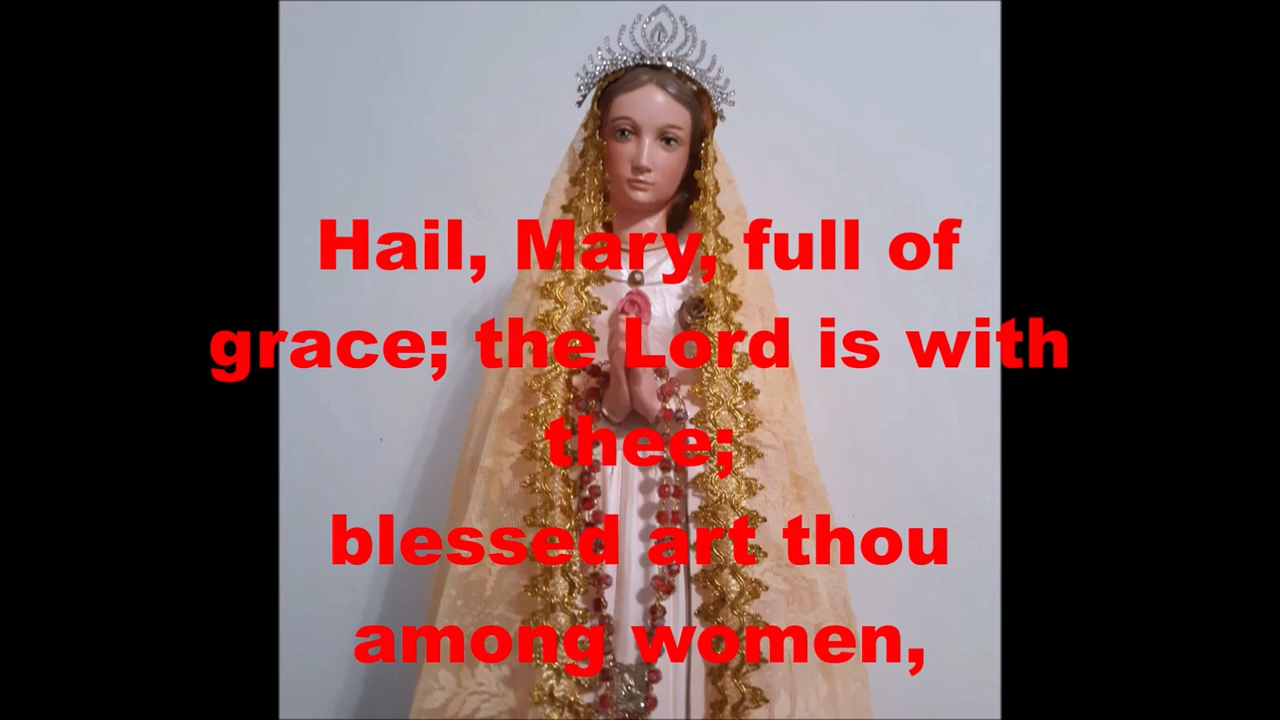 Hail, Mary, full of
grace; the Lord is with
thee;
blessed art thou
among women,